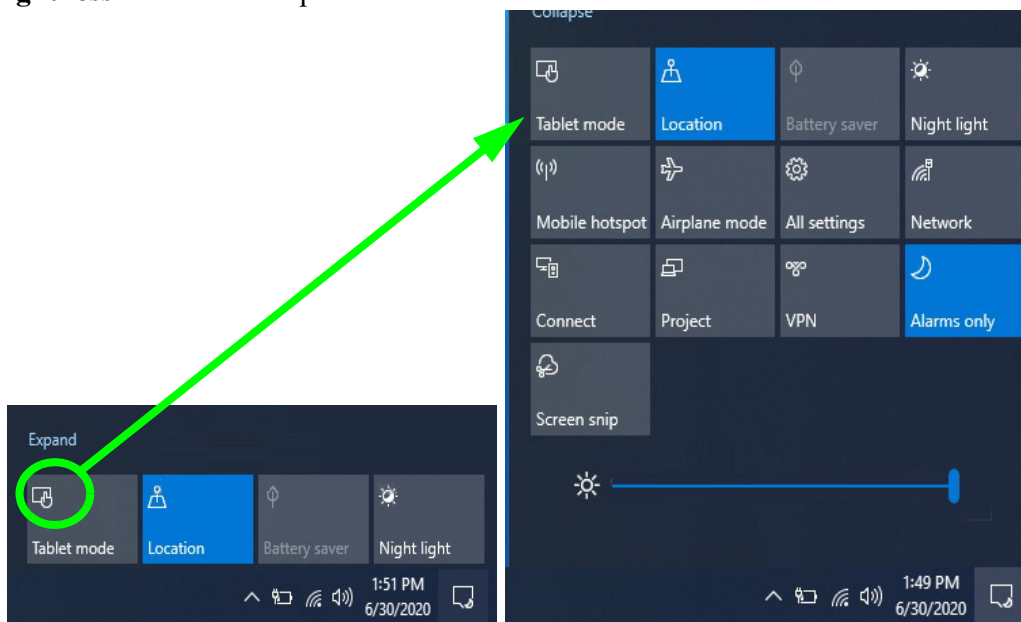 Collapse
Tablet mode Location Battery saver Night light
Mobile hotspot Airplane mode All settings Network
Connect Project VPN Alarms only
Screen snip
1:49 PM
6/30/2020
Expand
Tablet mode Location Battery saver Night light
1:51 PM
6/30/2020